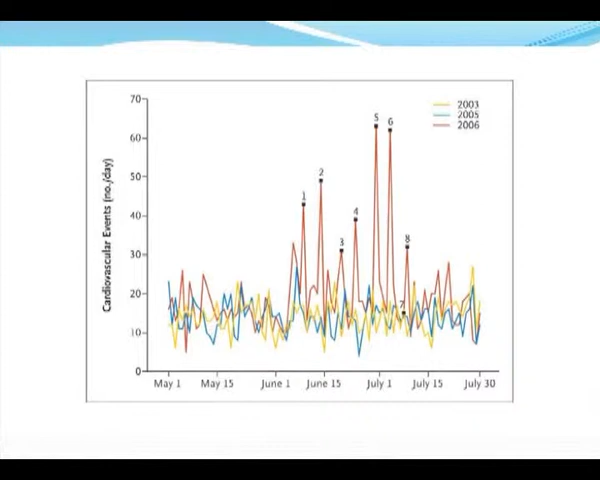 70
60
50
40
30
20
10
0
Cardiovascular Events (no./day)
2003
2005
2006
1
2
3
4
5
6
7
8
May 1
May 15
June 1
June 15
July 1
July 15
July 30